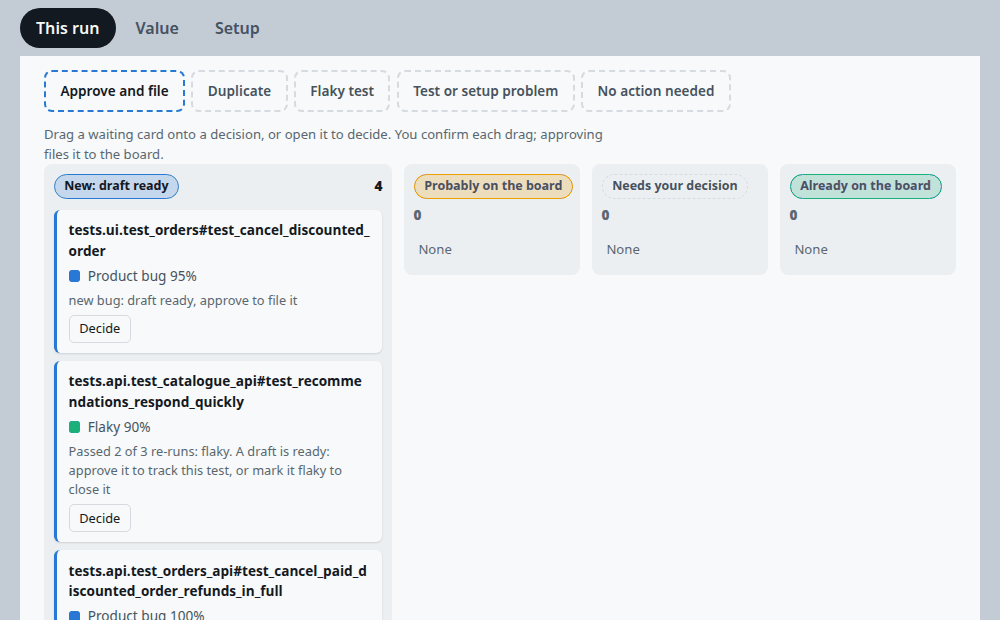 This run
Value
Setup
Approve and file
Duplicate
Flaky test
Test or setup problem
No action needed
Drag a waiting card onto a decision, or open it to decide. You confirm each drag; approving
files it to the board.
New: draft ready
4
tests.ui.test_orders#test_cancel_discounted_
order
Product bug 95%
new bug: draft ready, approve to file it
Decide
tests.api.test_catalogue_api#test_recomme
ndations_respond_quickly
Flaky 90%
Passed 2 of 3 re-runs: flaky. A draft is ready:
approve it to track this test, or mark it flaky to
close it
Decide
tests.api.test_orders_api#test_cancel_paid_d
iscounted_order_refunds_in_full
Product bug 100%
Probably on the board
0
None
Needs your decision
0
None
Already on the board
0
None